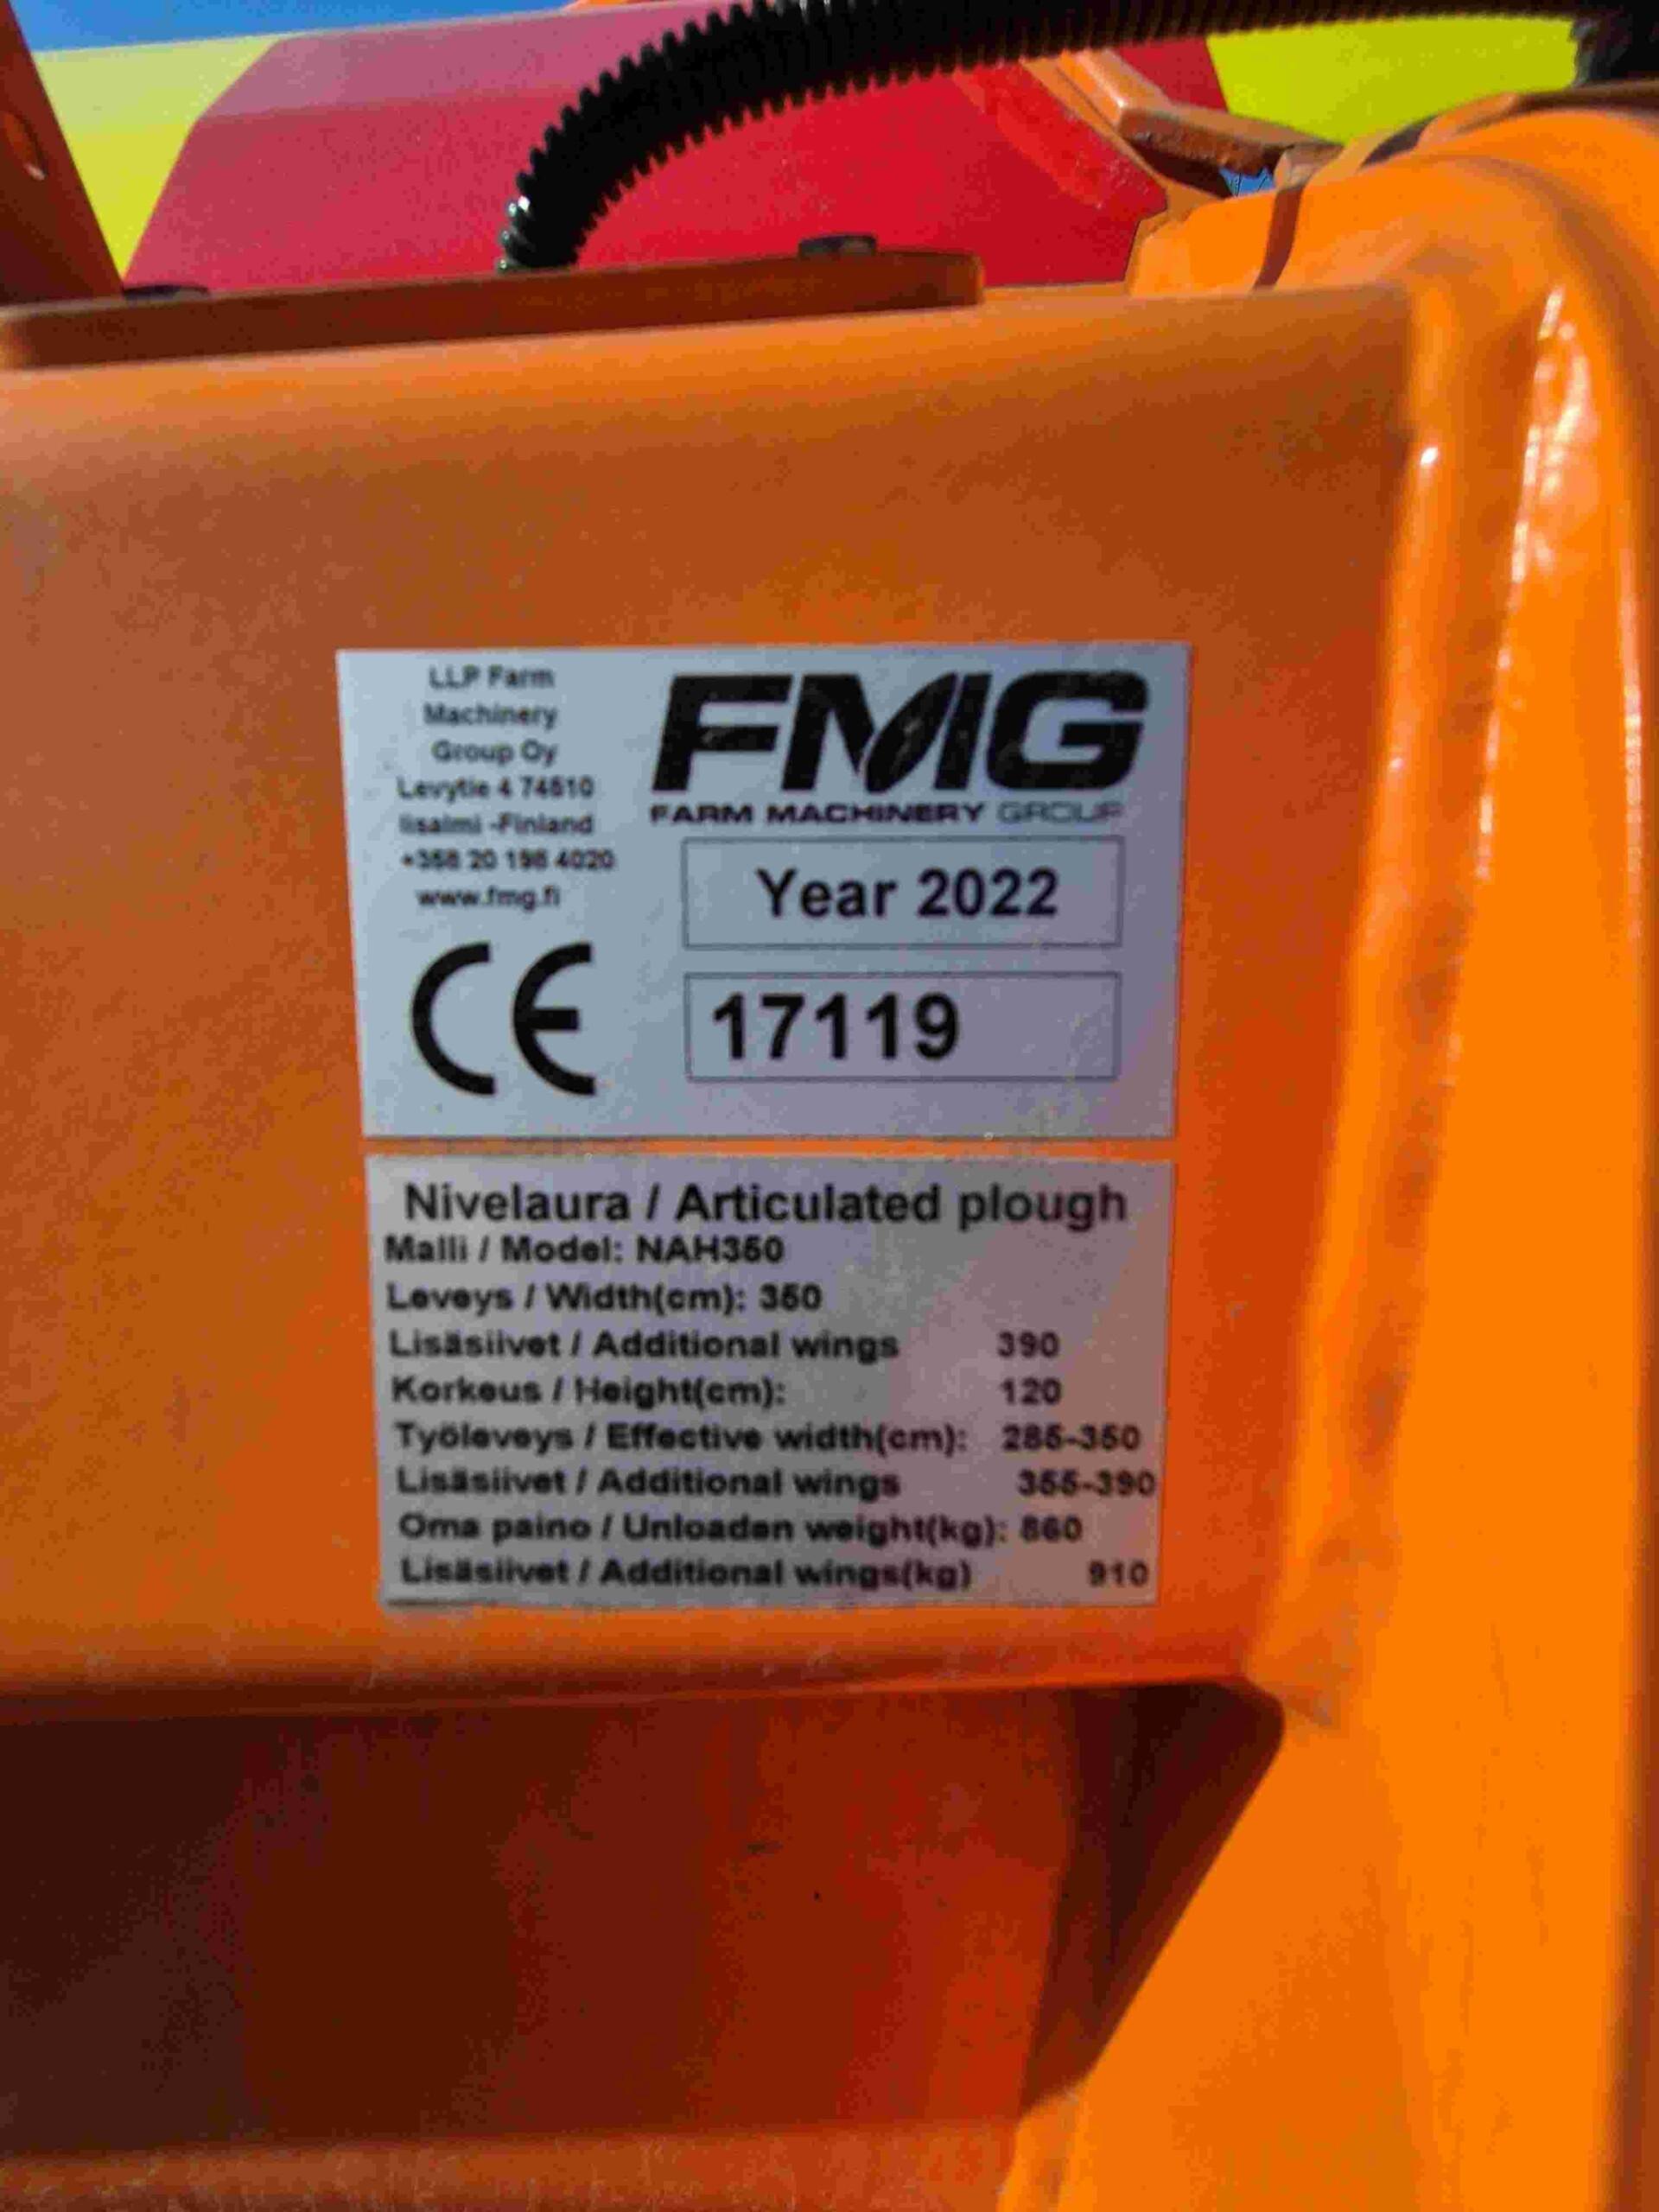 LLP Farm
Machinery
Group Oy
Levytie 4 74510
Iisalmi -Finland
+358 20 198 4020
www.fmg.fi
FMG
FARM MACHINERY GROUP
Year 2022
CE
17119
Nivelaura / Articulated plough
Malli / Model: NAH350
Leveys / Width(cm): 350
Lisäsiivet / Additional wings 390
Korkeus / Height(cm): 120
Työleveys / Effective width(cm): 285-350
Lisäsiivet / Additional wings 355-390
Oma paino / Unloaden weight(kg): 860
Lisäsiivet / Additional wings(kg) 910